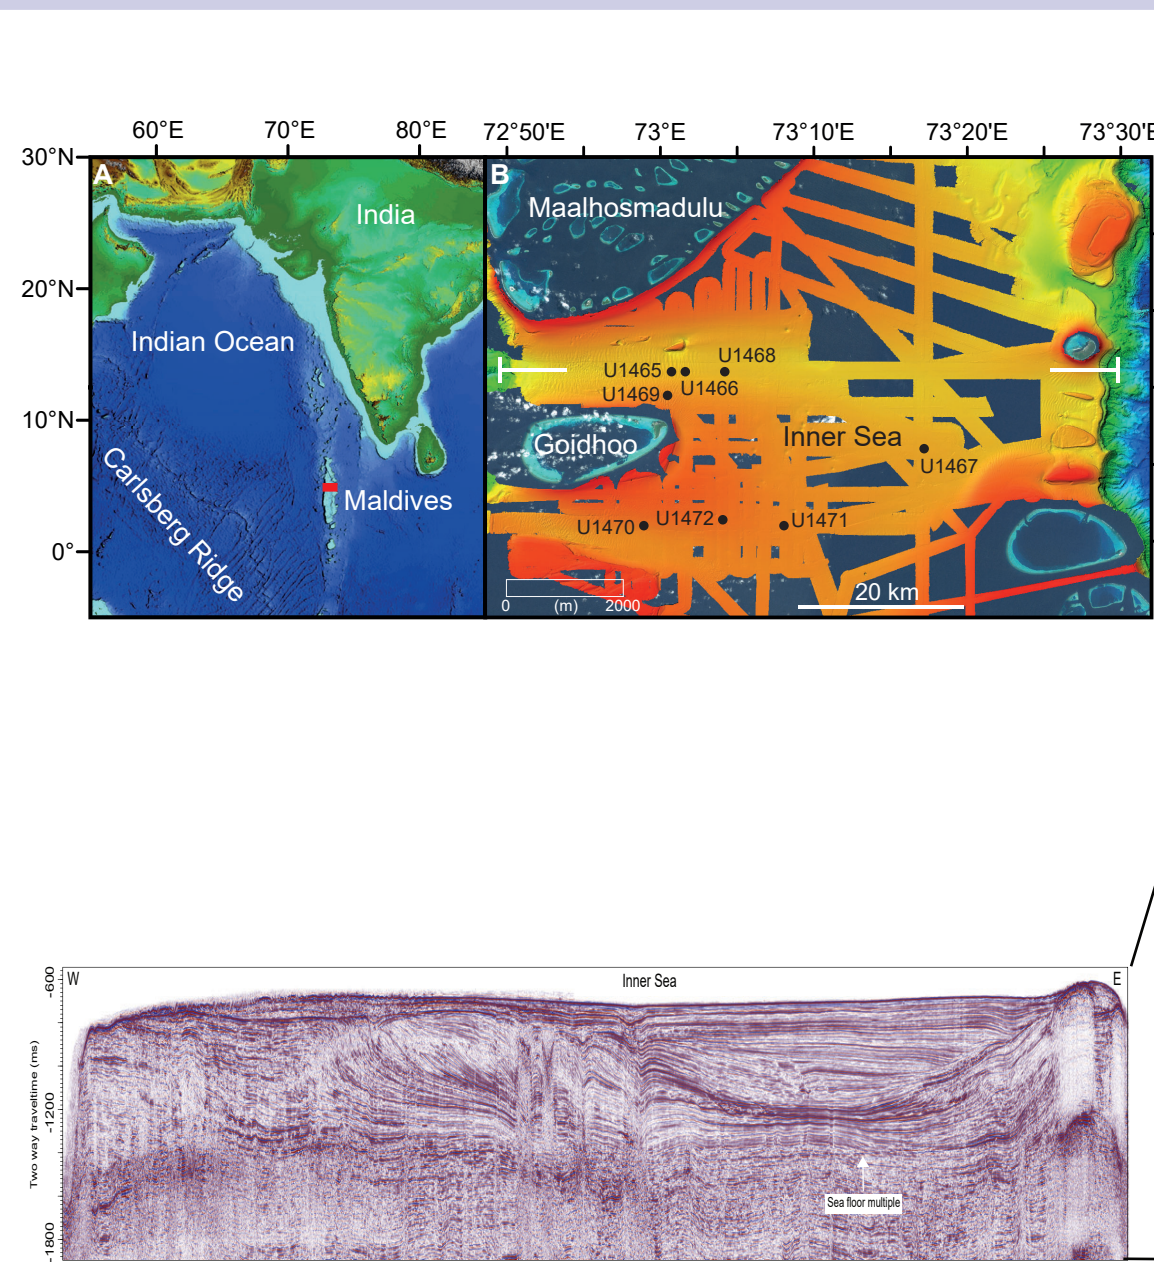 60°E 70°E 80°E 72°50'E 73°E 73°10'E 73°20'E 73°30'E
30°N
A
B
India
Maalhosmadulu
20°N
Indian Ocean
U1468
U1465
U1466
U1469
10°N
Goidhoo
Inner Sea
U1467
Carlsberg Ridge
Maldives
U1470
U1472
U1471
0°
20 km
0 (m) 2000
W
Inner Sea
E
-600
Two way traveltime (ms)
-1200
Sea floor multiple
-1800